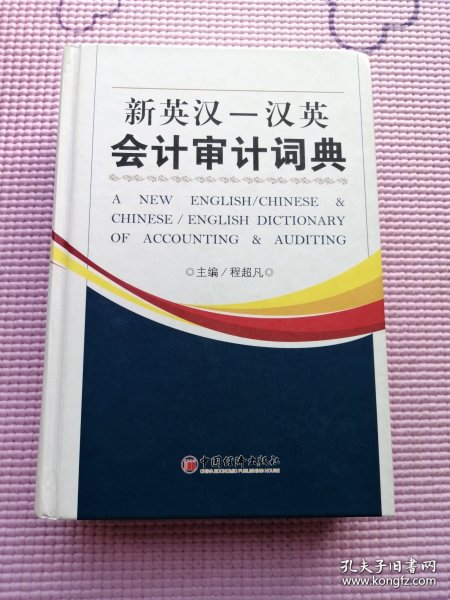 新英汉—汉英
会计审计词典
A NEW ENGLISH/CHINESE &
CHINESE / ENGLISH DICTIONARY
OF ACCOUNTING & AUDITING
◎主编/程超凡◎
中国经济出版社
CHINA ECONOMIC PUBLISHING HOUSE
孔夫子旧书网
www.kongfz.com